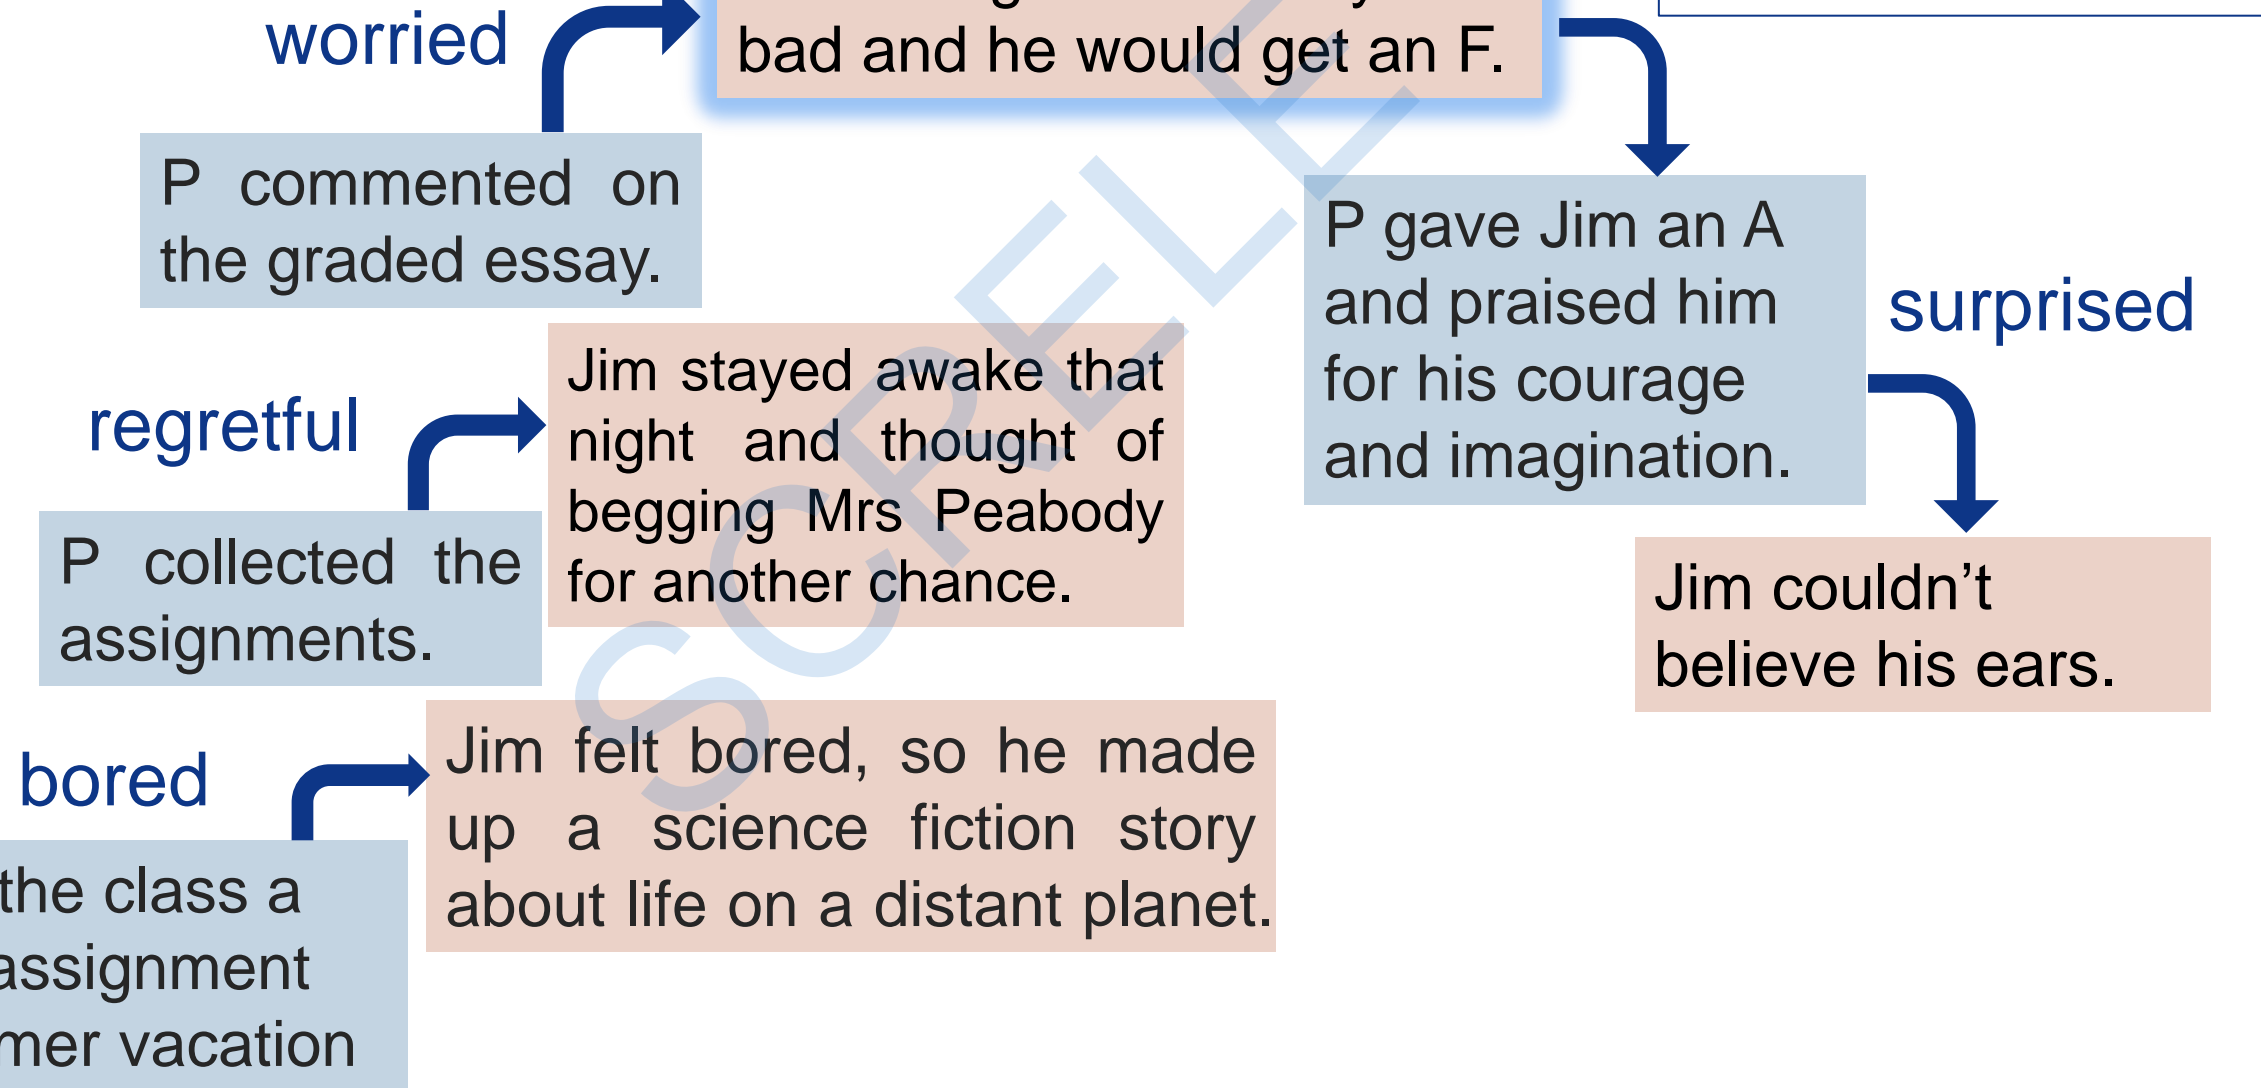 worried
bad and he would get an F.
P commented on
the graded essay.
P gave Jim an A
and praised him
for his courage
and imagination.
surprised
regretful
Jim stayed awake that
night and thought of
begging Mrs Peabody
for another chance.
P collected the
assignments.
Jim couldn't
believe his ears.
bored
Jim felt bored, so he made
up a science fiction story
about life on a distant planet.
the class a
assignment
mer vacation
SCRELE